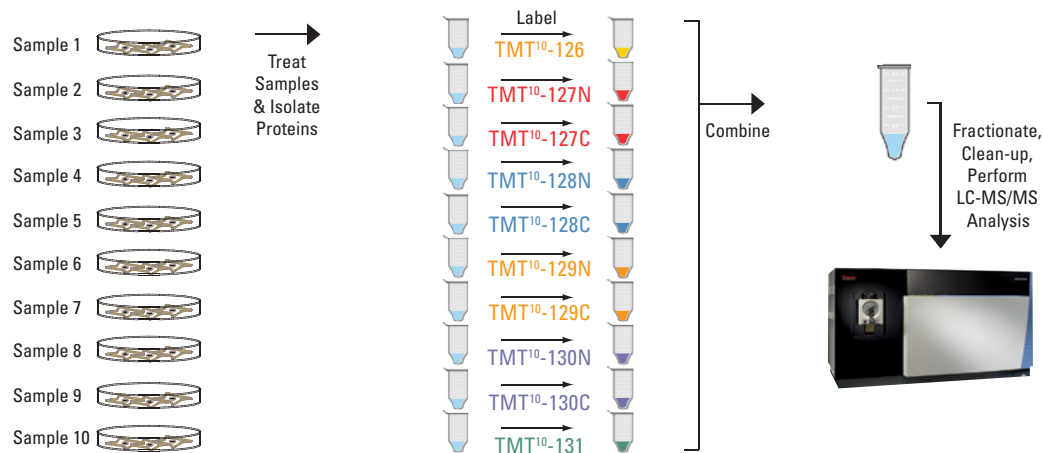 Sample 1
Sample 2
Sample 3
Sample 4
Sample 5
Sample 6
Sample 7
Sample 8
Sample 9
Sample 10
Treat
Samples
& Isolate
Proteins
Label
TMT¹⁰-126
TMT¹⁰-127N
TMT¹⁰-127C
TMT¹⁰-128N
TMT¹⁰-128C
TMT¹⁰-129N
TMT¹⁰-129C
TMT¹⁰-130N
TMT¹⁰-130C
TMT¹⁰-131
Combine
Fractionate,
Clean-up,
Perform
LC-MS/MS
Analysis